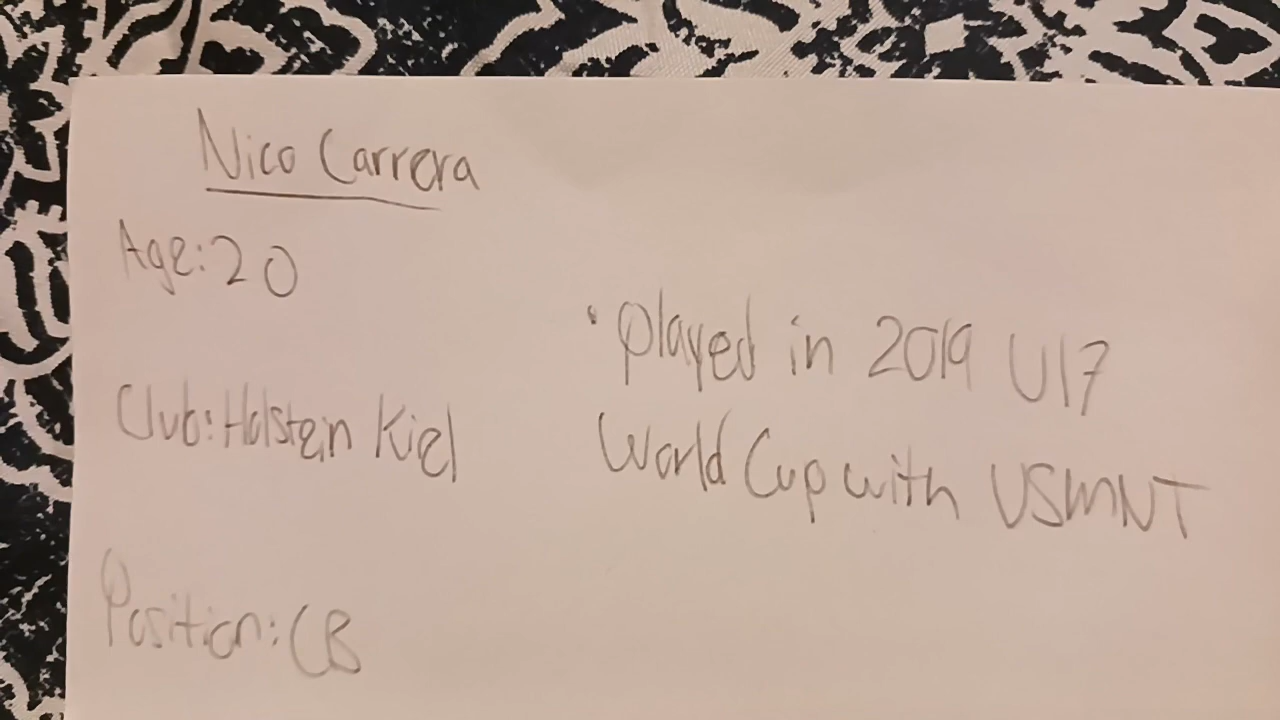 Nico Carrera
Age: 20
Club: Holstein Kiel
Position: CB
• Played in 2019 U17
World Cup with USMNT